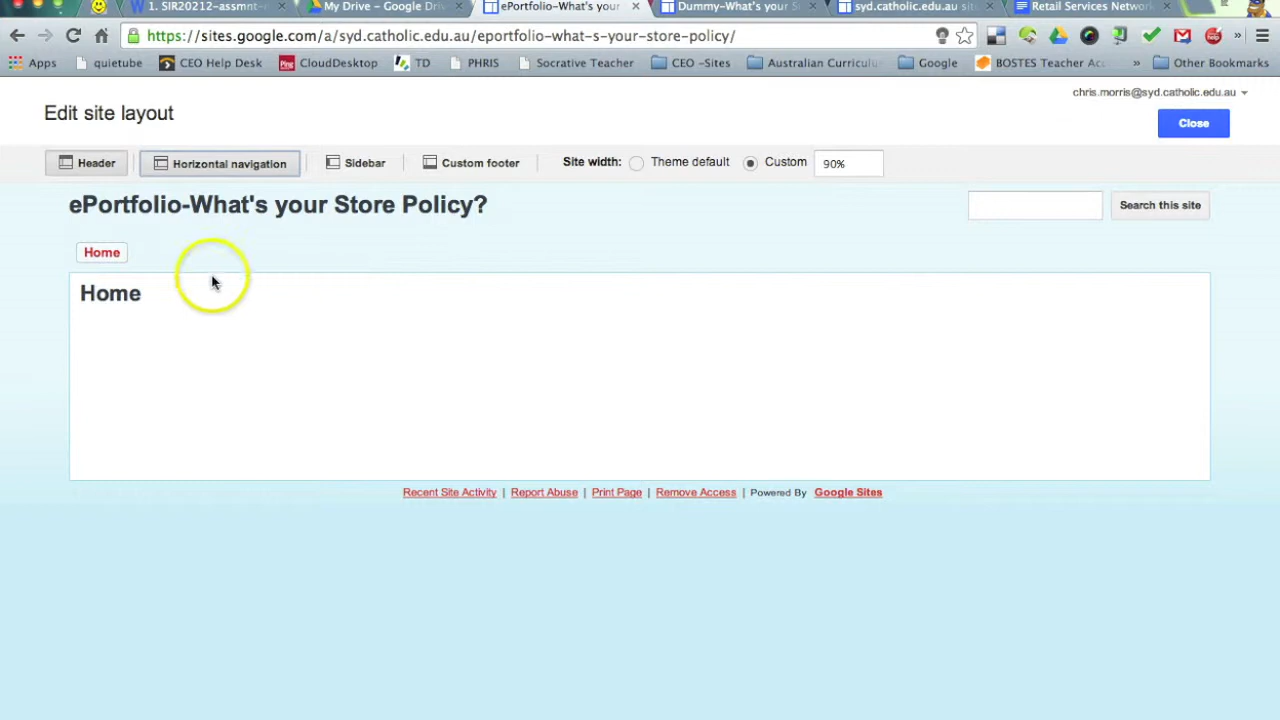 1. SIR20212-assmnt-r
My Drive – Google Driv
ePortfolio-What's your
Dummy-What's your S
syd.catholic.edu.au site
Retail Services Network
https://sites.google.com/a/syd.catholic.edu.au/eportfolio-what-s-your-store-policy/
Apps
quietube
CEO Help Desk
Ping
CloudDesktop
TD
PHRIS
Socrative Teacher
CEO -Sites
Australian Curriculu
Google
BOSTES Teacher Acc
»
Other Bookmarks
chris.morris@syd.catholic.edu.au
Edit site layout
Close
Header
Horizontal navigation
Sidebar
Custom footer
Site width:
Theme default
Custom
90%
ePortfolio-What's your Store Policy?
Search this site
Home
Home
Recent Site Activity | Report Abuse | Print Page | Remove Access | Powered By Google Sites